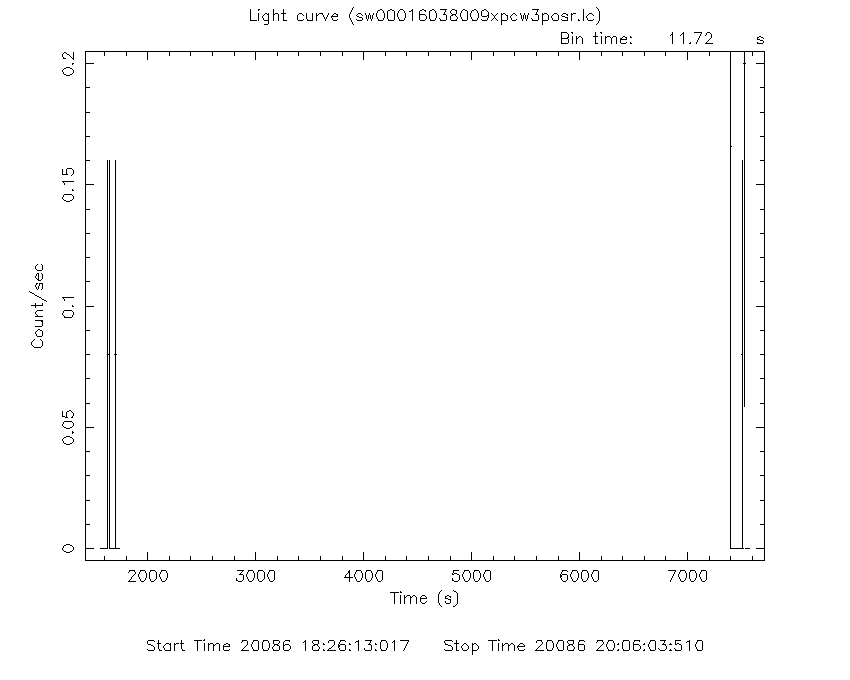 Light curve (sw00016038009xpcw3posr.lc)
Bin time: 11.72 s
0.2
0.15
0.1
0.05
0
Count/sec
2000 3000 4000 5000 6000 7000
Time (s)
Start Time 20086 18:26:13:017 Stop Time 20086 20:06:03:510